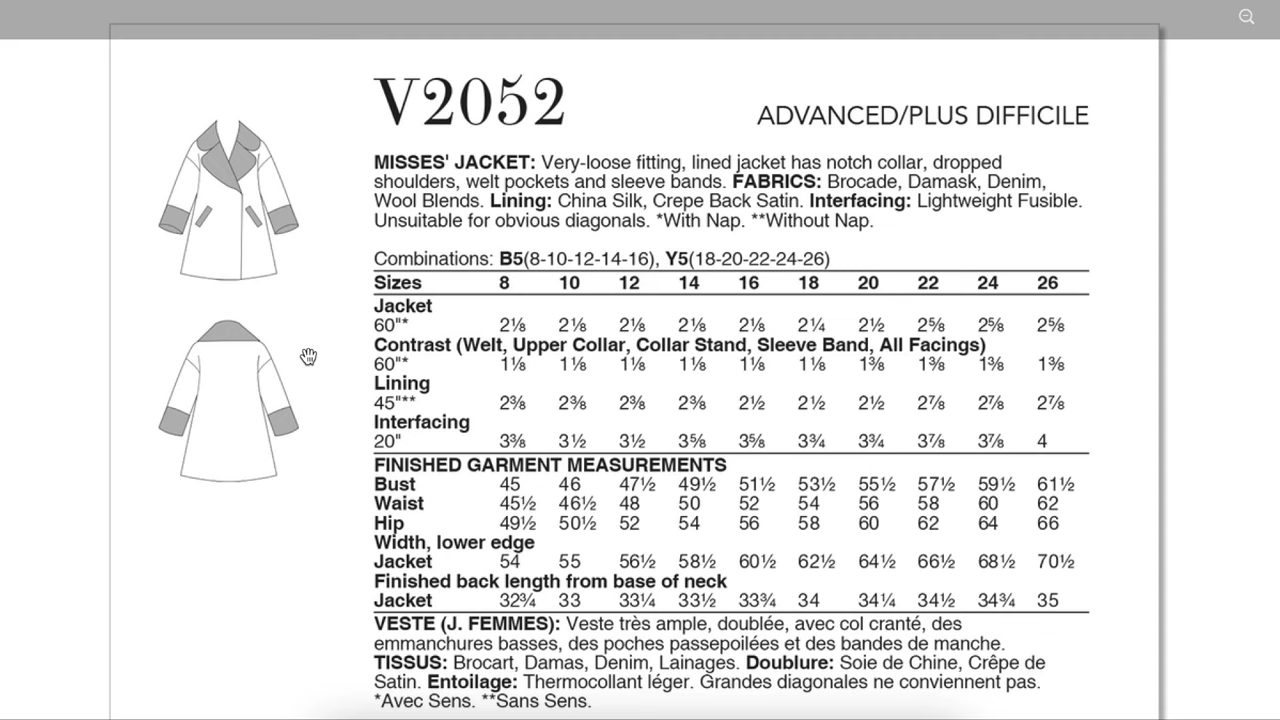 V2052
ADVANCED/PLUS DIFFICILE
MISSES' JACKET: Very-loose fitting, lined jacket has notch collar, dropped
shoulders, welt pockets and sleeve bands. FABRICS: Brocade, Damask, Denim,
Wool Blends. Lining: China Silk, Crepe Back Satin. Interfacing: Lightweight Fusible.
Unsuitable for obvious diagonals. *With Nap. **Without Nap.
Combinations: B5(8-10-12-14-16), Y5(18-20-22-24-26)
Sizes 8 10 12 14 16 18 20 22 24 26
Jacket
60"* 2⅛ 2⅛ 2⅛ 2⅛ 2⅛ 2¼ 2½ 2⅝ 2⅝ 2⅝
Contrast (Welt, Upper Collar, Collar Stand, Sleeve Band, All Facings)
60"* 1⅛ 1⅛ 1⅛ 1⅛ 1⅛ 1⅛ 1⅜ 1⅜ 1⅜ 1⅜
Lining
45"** 2⅜ 2⅜ 2⅜ 2⅜ 2½ 2½ 2½ 2⅞ 2⅞ 2⅞
Interfacing
20" 3⅜ 3½ 3½ 3⅝ 3⅝ 3¾ 3¾ 3⅞ 3⅞ 4
FINISHED GARMENT MEASUREMENTS
Bust 45 46 47½ 49½ 51½ 53½ 55½ 57½ 59½ 61½
Waist 45½ 46½ 48 50 52 54 56 58 60 62
Hip 49½ 50½ 52 54 56 58 60 62 64 66
Width, lower edge
Jacket 54 55 56½ 58½ 60½ 62½ 64½ 66½ 68½ 70½
Finished back length from base of neck
Jacket 32¾ 33 33¼ 33½ 33¾ 34 34¼ 34½ 34¾ 35
VESTE (J. FEMMES): Veste très ample, doublée, avec col cranté, des
emmanchures basses, des poches passepoilées et des bandes de manche.
TISSUS: Brocart, Damas, Denim, Lainages. Doublure: Soie de Chine, Crêpe de
Satin. Entoilage: Thermocollant léger. Grandes diagonales ne conviennent pas.
*Avec Sens. **Sans Sens.